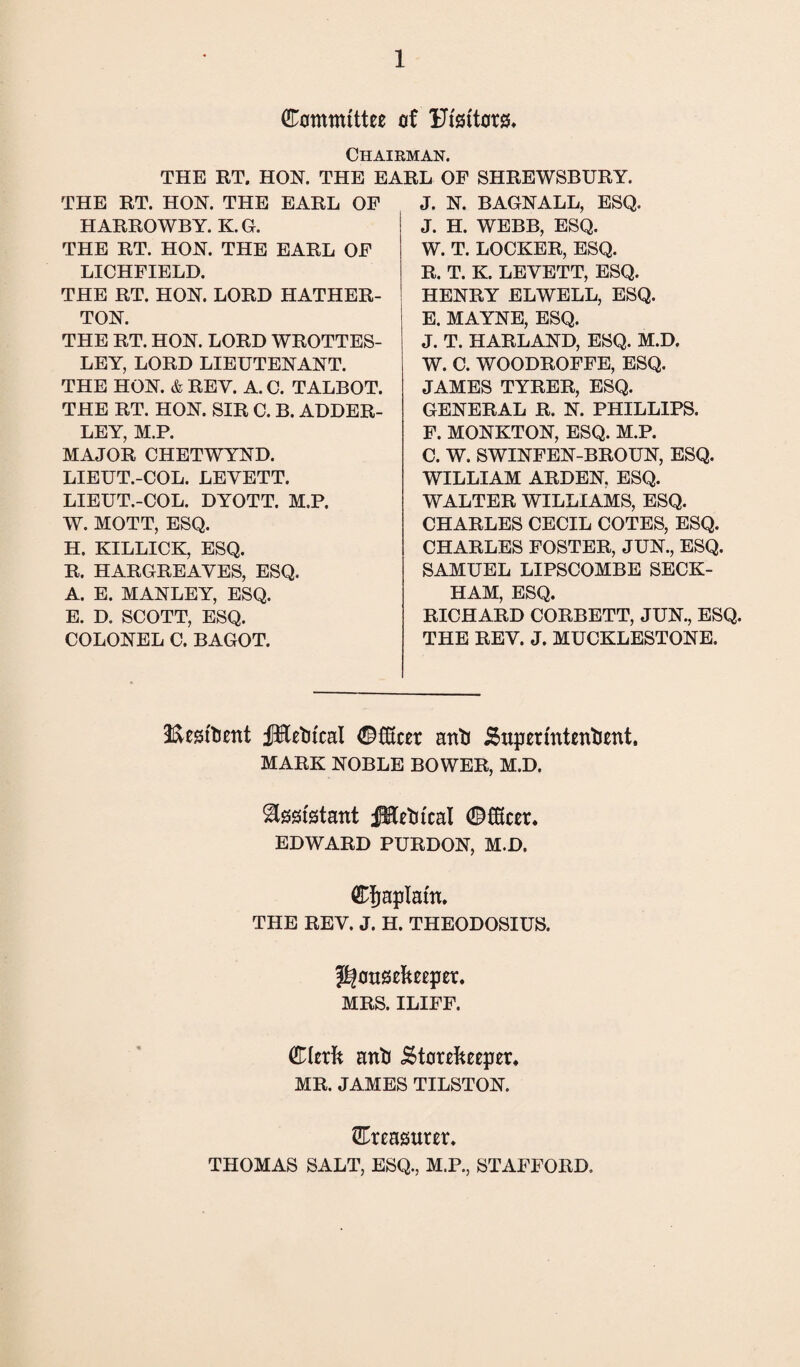 1
Committee of Visitors.
CHAIRMAN.
THE RT. HON. THE EARL OF SHREWSBURY.
THE RT. HON. THE EARL OF
HARROWBY. K.G.
THE RT. HON. THE EARL OF
LICHFIELD.
THE RT. HON. LORD HATHER-
TON.
THE RT. HON. LORD WROTTES-
LEY, LORD LIEUTENANT.
THE HON. & REV. A. C. TALBOT.
THE RT. HON. SIR C. B. ADDER-
LEY, M.P.
MAJOR CHETWYND.
LIEUT.-COL. LEVETT.
LIEUT.-COL. DYOTT. M.P.
W. MOTT, ESQ.
H. KILLICK, ESQ.
R. HARGREAVES, ESQ.
A. E. MANLEY, ESQ.
E. D. SCOTT, ESQ.
COLONEL C. BAGOT.
J. N. BAGNALL, ESQ.
J. H. WEBB, ESQ.
W. T. LOCKER, ESQ.
R. T. K. LEVETT, ESQ.
HENRY ELWELL, ESQ.
E. MAYNE, ESQ.
J. T. HARLAND, ESQ. M.D.
W. C. WOODROFFE, ESQ.
JAMES TYRER, ESQ.
GENERAL R. N. PHILLIPS.
F. MONKTON, ESQ. M.P.
C. W. SWINFEN-BROUN, ESQ.
WILLIAM ARDEN, ESQ.
WALTER WILLIAMS, ESQ.
CHARLES CECIL COTES, ESQ.
CHARLES FOSTER, JUN., ESQ.
SAMUEL LIPSCOMBE SECK-
HAM, ESQ.
RICHARD CORBETT, JUN., ESQ.
THE REV. J. MUCKLESTONE.
Resident Medical Officer and Superintendent.
MARK NOBLE BOWER, M.D.
Assistant Medical Officer.
EDWARD PURDON, M.D.
Chaplain.
THE REV. J. H. THEODOSIUS.
Housekeeper.
MRS. ILIFF.
Clerk and Storekeeper.
MR. JAMES TILSTON.
Treasurer.
THOMAS SALT, ESQ., M.P., STAFFORD.